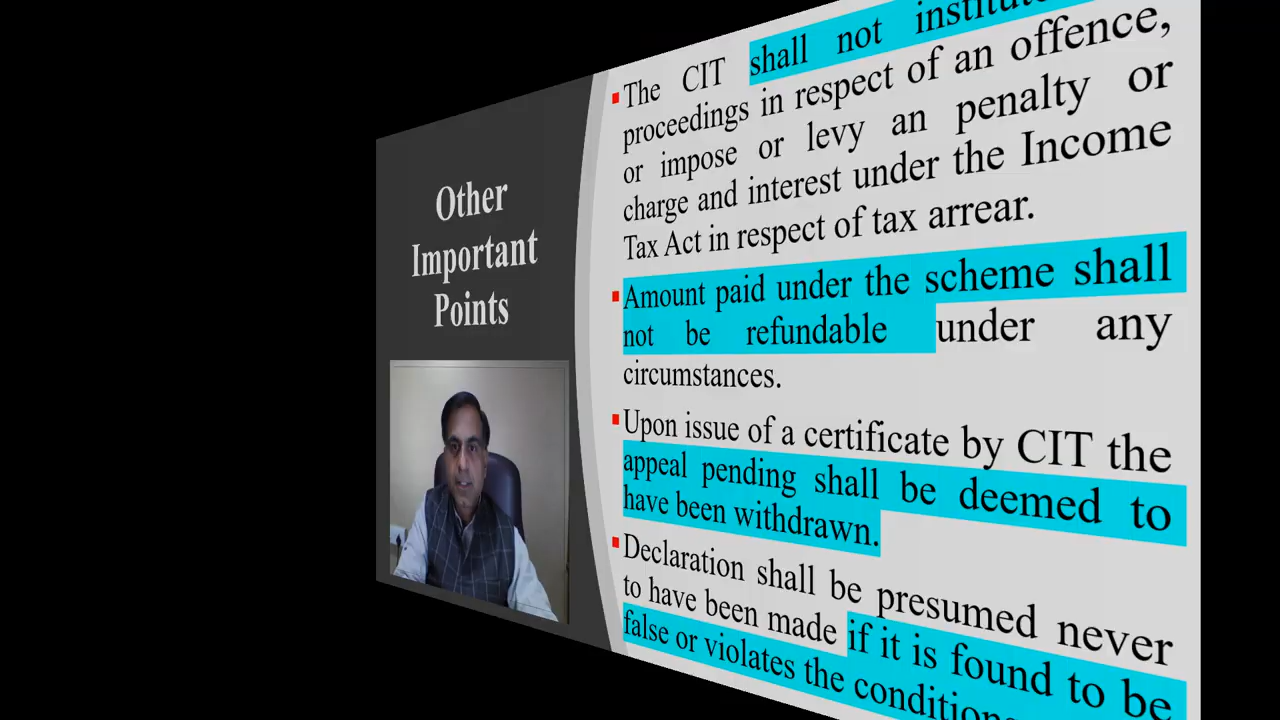 Other
Important
Points
The CIT shall not institute
proceedings in respect of an offence,
or impose or levy an penalty or
charge and interest under the Income
Tax Act in respect of tax arrear.
Amount paid under the scheme shall
not be refundable under any
circumstances.
Upon issue of a certificate by CIT the
appeal pending shall be deemed to
have been withdrawn.
Declaration shall be presumed never
to have been made if it is found to be
false or violates the